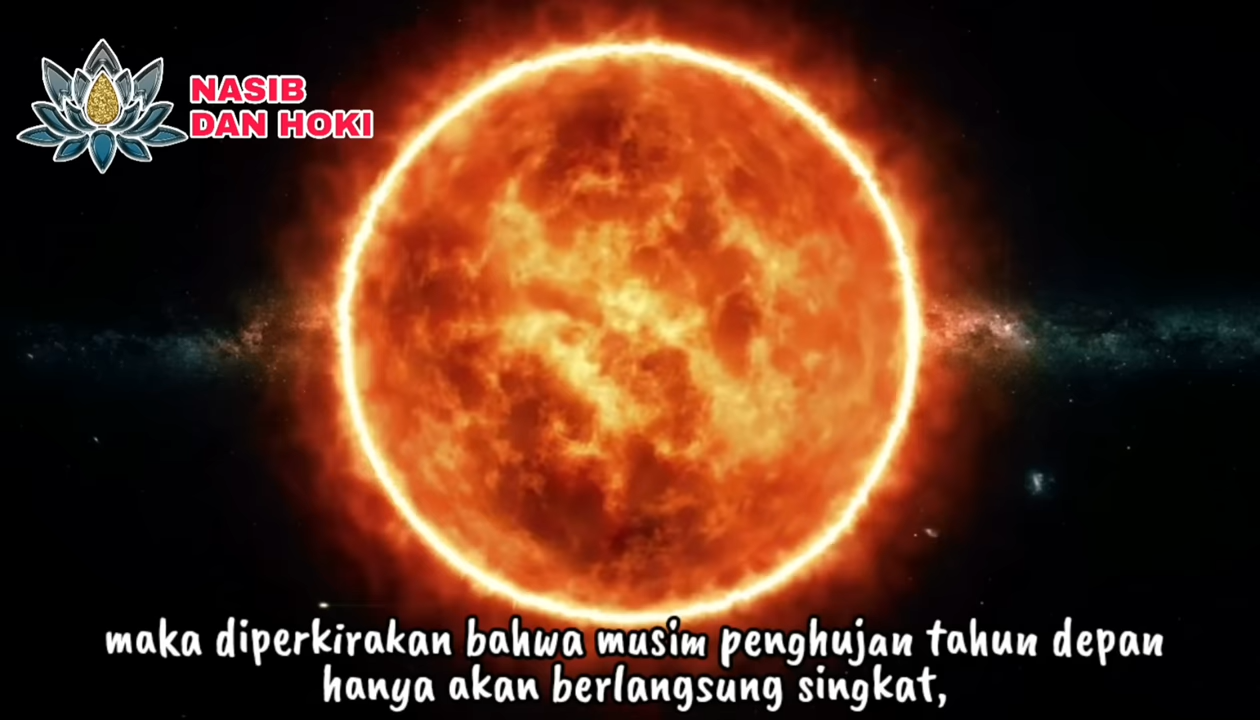 NASIB
DAN HOKI
maka diperkirakan bahwa musim penghujan tahun depan
hanya akan berlangsung singkat,